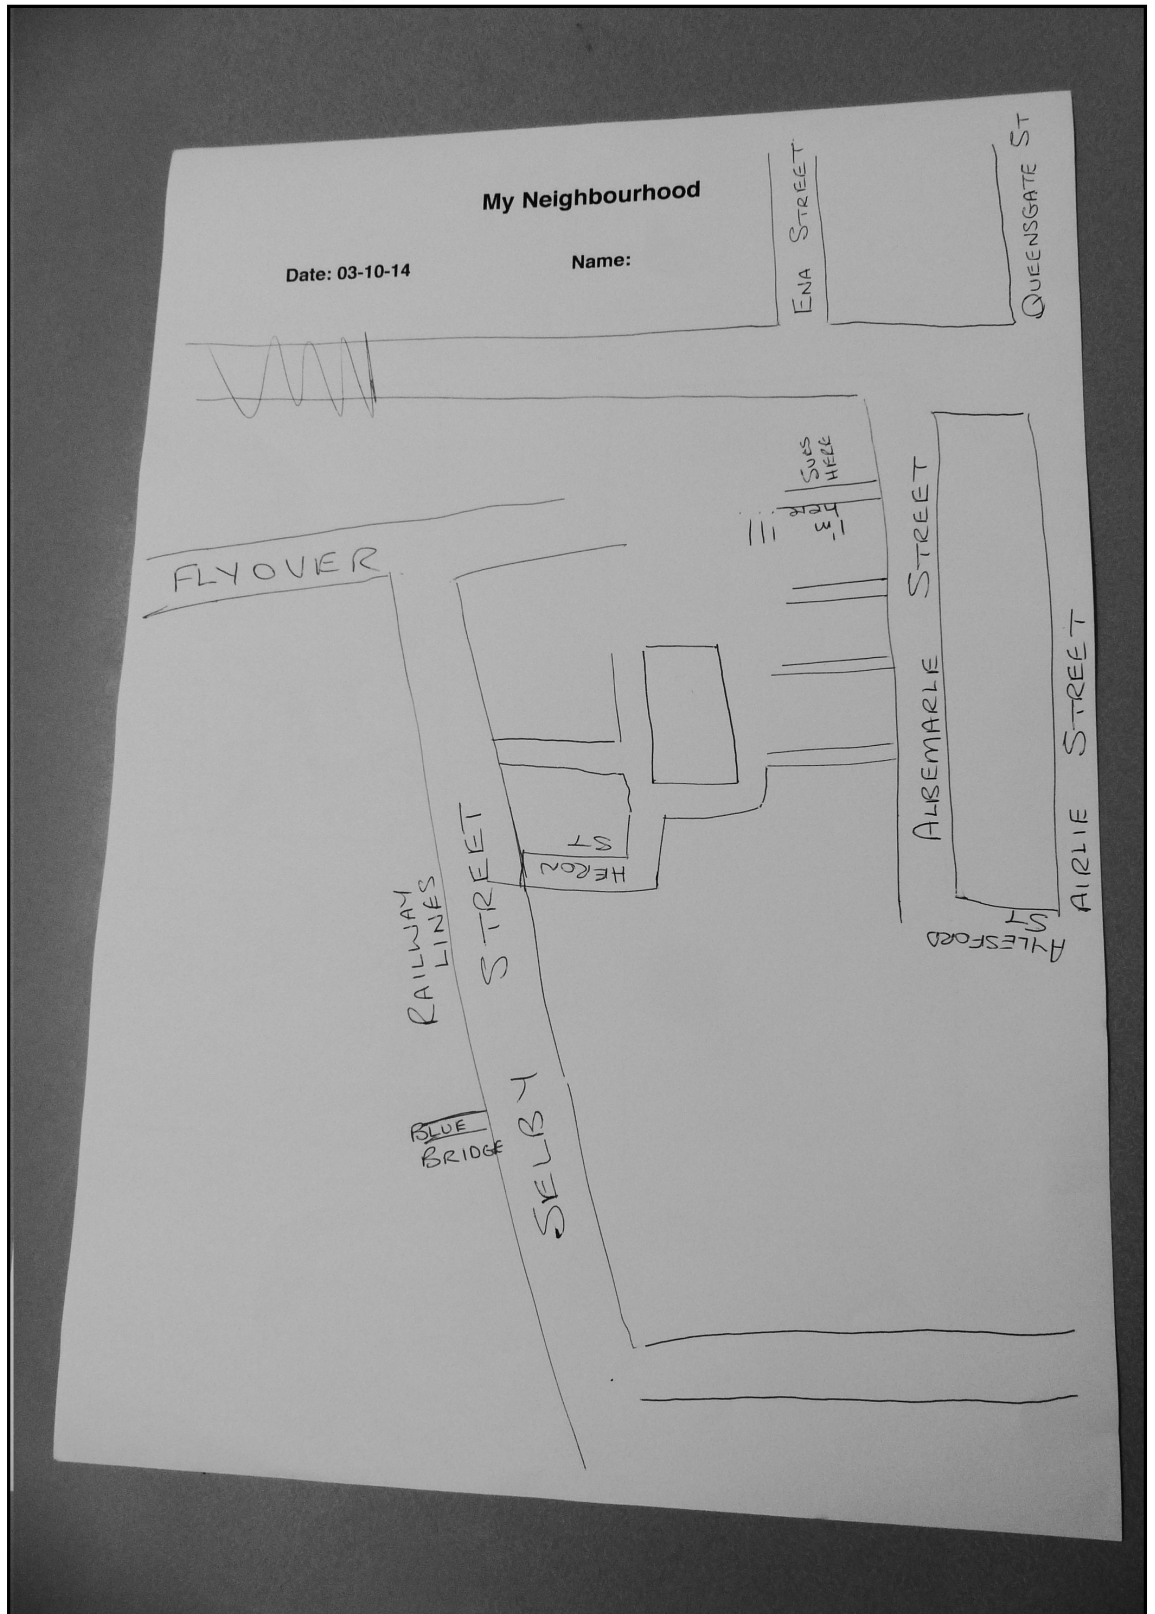 My Neighbourhood
Date: 03-10-14
Name:
ENA STREET
QUEENSGATE ST
SUES
HERE
I'm
here
FLYOVER
ALBEMARLE STREET
AIRLIE STREET
HERON
ST
AYLESFORD
ST
RAILWAY
LINES
SELBY STREET
BLUE
BRIDGE